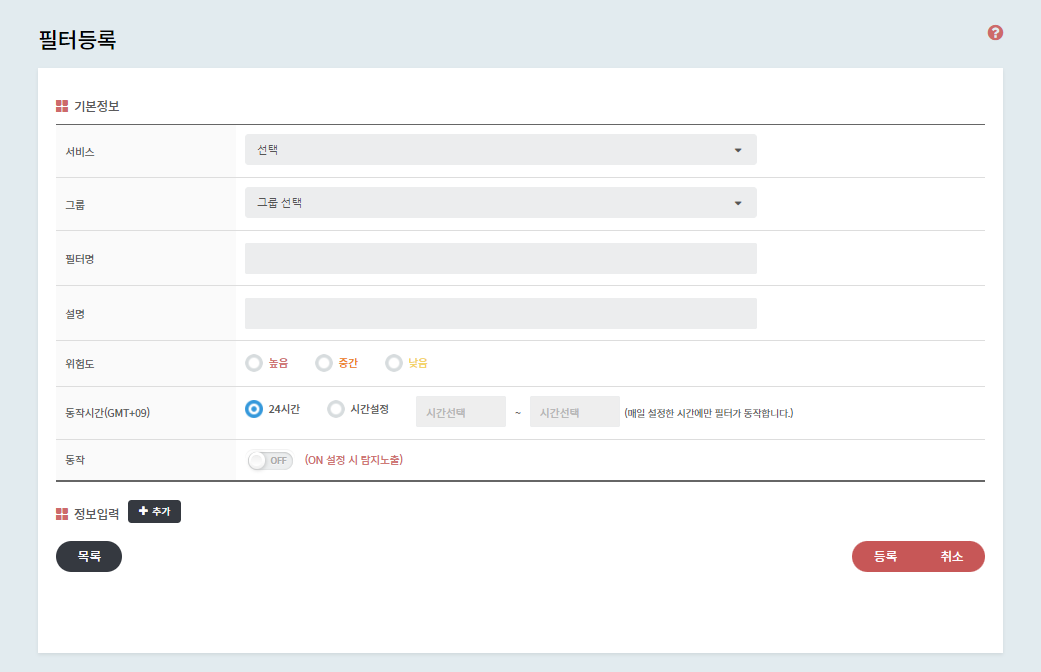 필터등록
?
기본정보
서비스 선택
그룹 그룹 선택
필터명
설명
위험도 높음 중간 낮음
동작시간(GMT+09) 24시간 시간설정 시간선택 ~ 시간선택 (매일 설정한 시간에만 필터가 동작합니다.)
동작 OFF (ON 설정 시 탐지노출)
정보입력 + 추가
목록 등록 취소